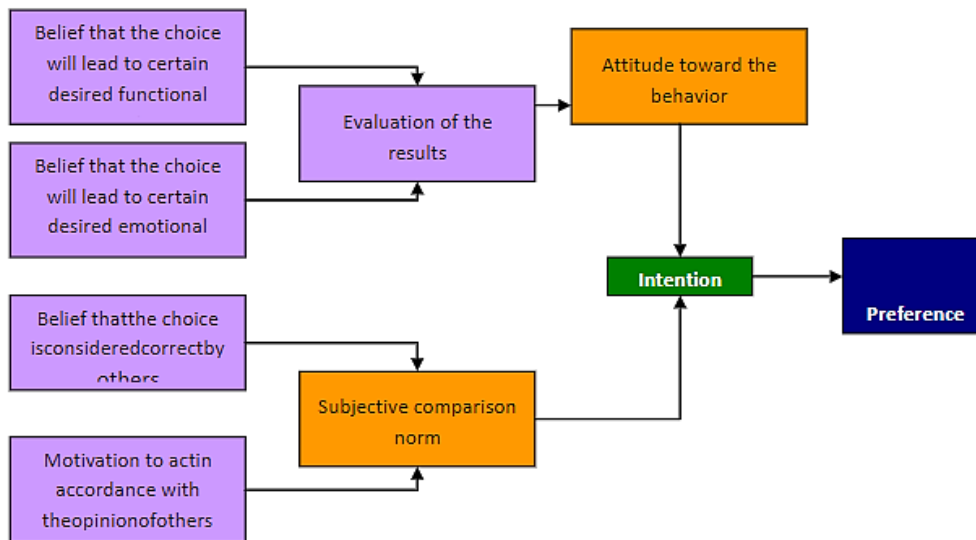 Belief that the choice
will lead to certain
desired functional
Belief that the choice
will lead to certain
desired emotional
Evaluation of the
results
Attitude toward the
behavior
Intention
Preference
Belief thatthe choice
isconsideredcorrectby
others
Subjective comparison
norm
Motivation to actin
accordance with
theopinionofothers